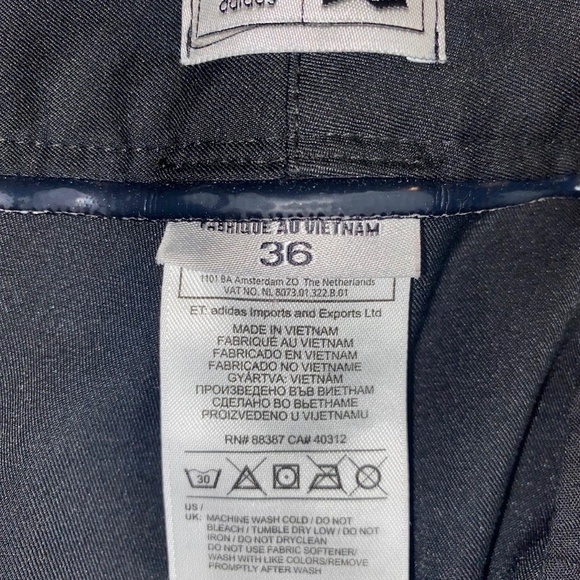 adidas
FABRIQUÉ AU VIETNAM
36
1101 BA Amsterdam ZO The Netherlands
VAT NO. NL 8073.01.322.B.01
ET: adidas Imports and Exports Ltd
MADE IN VIETNAM
FABRIQUÉ AU VIETNAM
FABRICADO EN VIETNAM
FABRICADO NO VIETNAME
GYÁRTVA: VIETNÁM
ПРОИЗВЕДЕНО ВЪВ ВИЕТНАМ
СДЕЛАНО ВО ВЬЕТНАМЕ
PROIZVEDENO U VIJETNAMU
RN# 88387 CA# 40312
30
US /
UK: MACHINE WASH COLD / DO NOT
BLEACH / TUMBLE DRY LOW / DO NOT
IRON / DO NOT DRYCLEAN
DO NOT USE FABRIC SOFTENER/
WASH WITH LIKE COLORS/REMOVE
PROMPTLY AFTER WASH